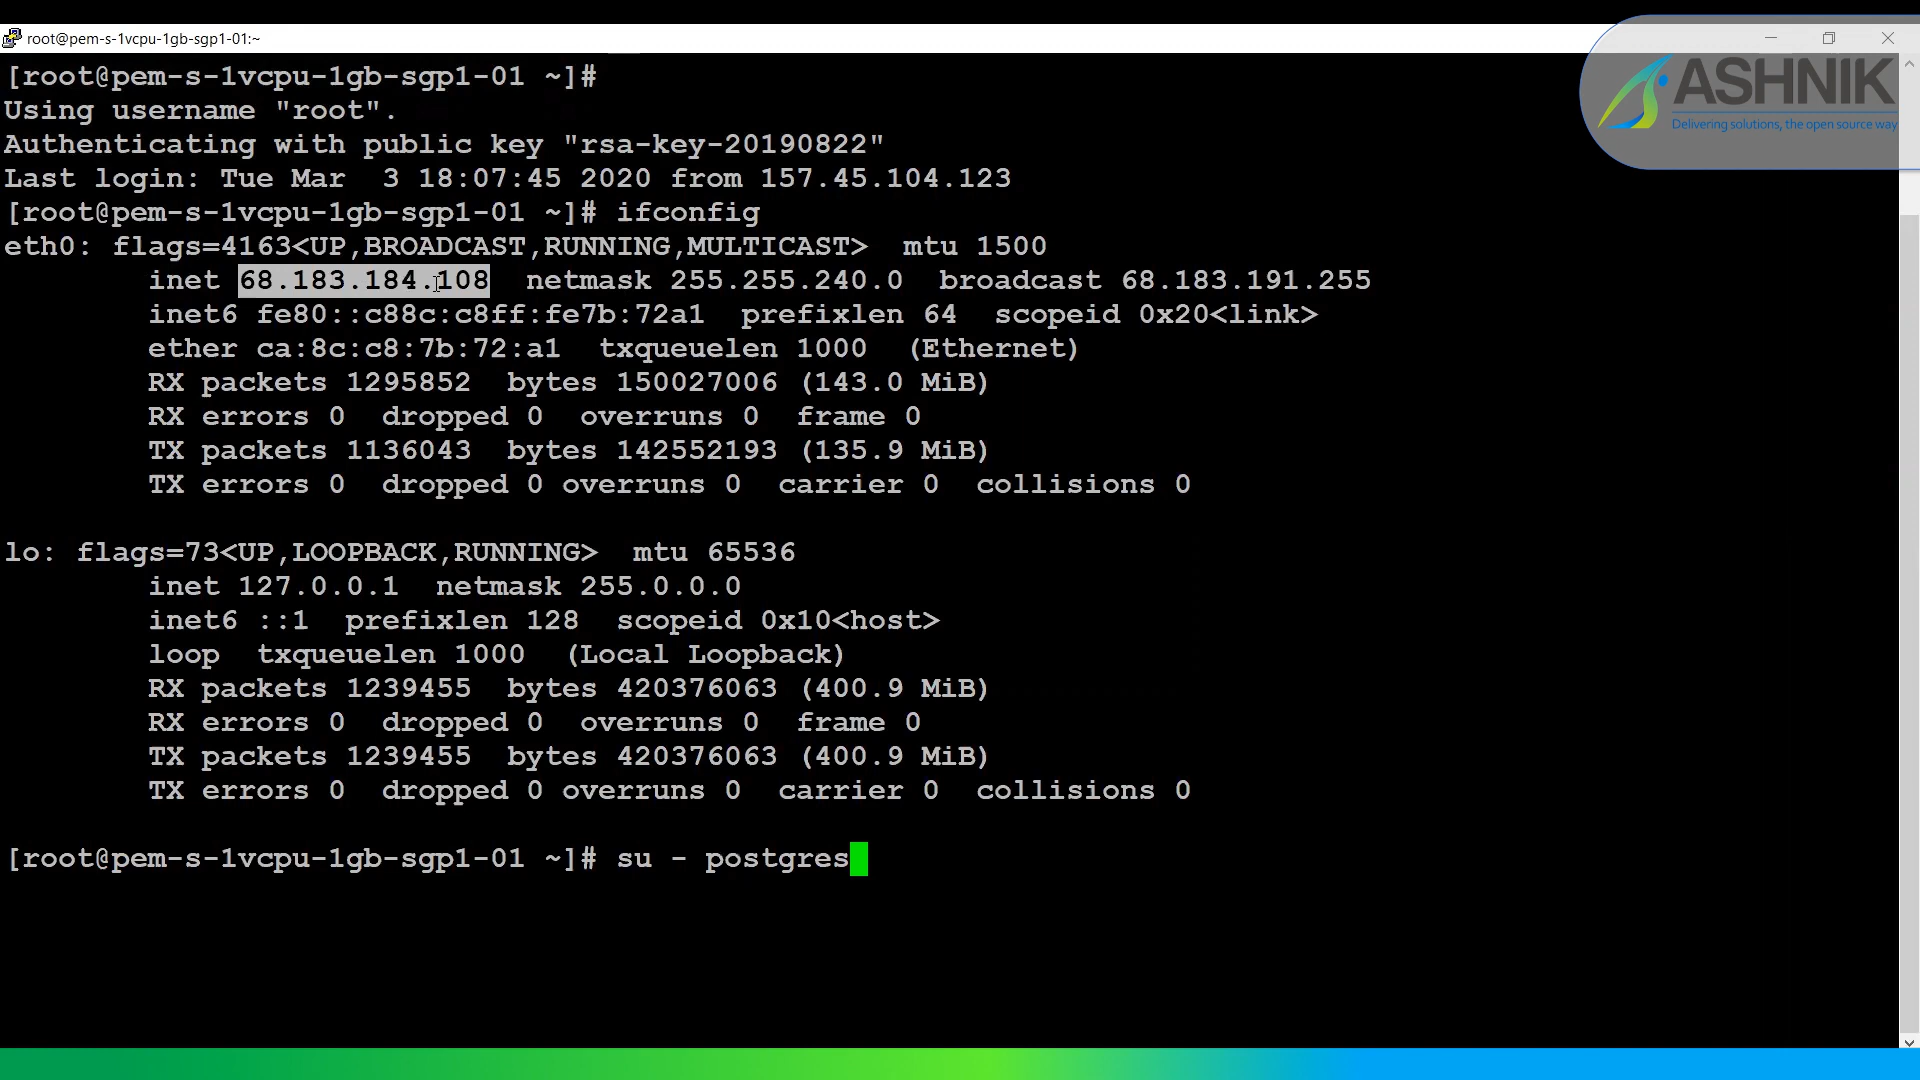 root@pem-s-1vcpu-1gb-sgp1-01:~
ASHNIK
Delivering solutions, the open source way
[root@pem-s-1vcpu-1gb-sgp1-01 ~]#
Using username "root".
Authenticating with public key "rsa-key-20190822"
Last login: Tue Mar  3 18:07:45 2020 from 157.45.104.123
[root@pem-s-1vcpu-1gb-sgp1-01 ~]# ifconfig
eth0: flags=4163<UP,BROADCAST,RUNNING,MULTICAST>  mtu 1500
        inet 68.183.184.108  netmask 255.255.240.0  broadcast 68.183.191.255
        inet6 fe80::c88c:c8ff:fe7b:72a1  prefixlen 64  scopeid 0x20<link>
        ether ca:8c:c8:7b:72:a1  txqueuelen 1000  (Ethernet)
        RX packets 1295852  bytes 150027006 (143.0 MiB)
        RX errors 0  dropped 0  overruns 0  frame 0
        TX packets 1136043  bytes 142552193 (135.9 MiB)
        TX errors 0  dropped 0 overruns 0  carrier 0  collisions 0
lo: flags=73<UP,LOOPBACK,RUNNING>  mtu 65536
        inet 127.0.0.1  netmask 255.0.0.0
        inet6 ::1  prefixlen 128  scopeid 0x10<host>
        loop  txqueuelen 1000  (Local Loopback)
        RX packets 1239455  bytes 420376063 (400.9 MiB)
        RX errors 0  dropped 0  overruns 0  frame 0
        TX packets 1239455  bytes 420376063 (400.9 MiB)
        TX errors 0  dropped 0 overruns 0  carrier 0  collisions 0
[root@pem-s-1vcpu-1gb-sgp1-01 ~]# su - postgres